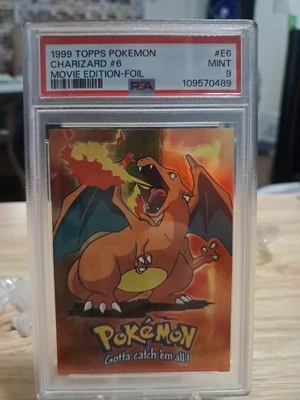 1999 TOPPS POKEMON #E6
CHARIZARD #6 MINT
MOVIE EDITION-FOIL 9
PSA 109570489
POKéMON
Gotta catch 'em all!